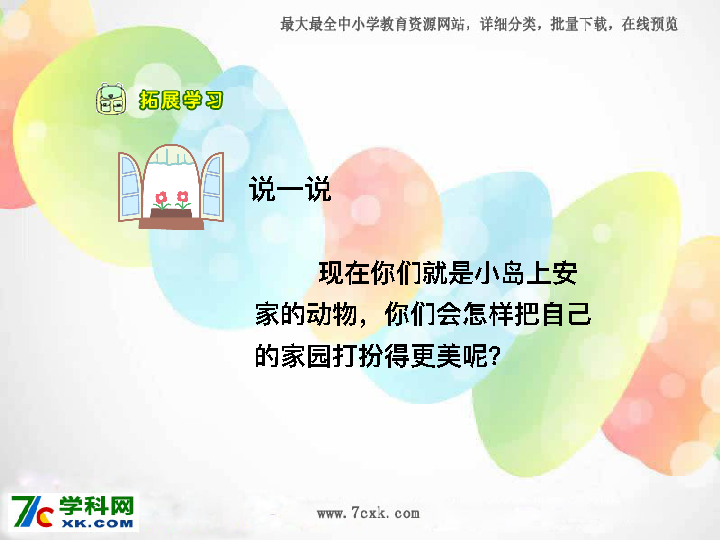 最大最全中小学教育资源网站，详细分类，批量下载，在线预览
拓展学习
说一说
现在你们就是小岛上安
家的动物，你们会怎样把自己
的家园打扮得更美呢？
7c 学科网
XK.COM
www.7cxk.com